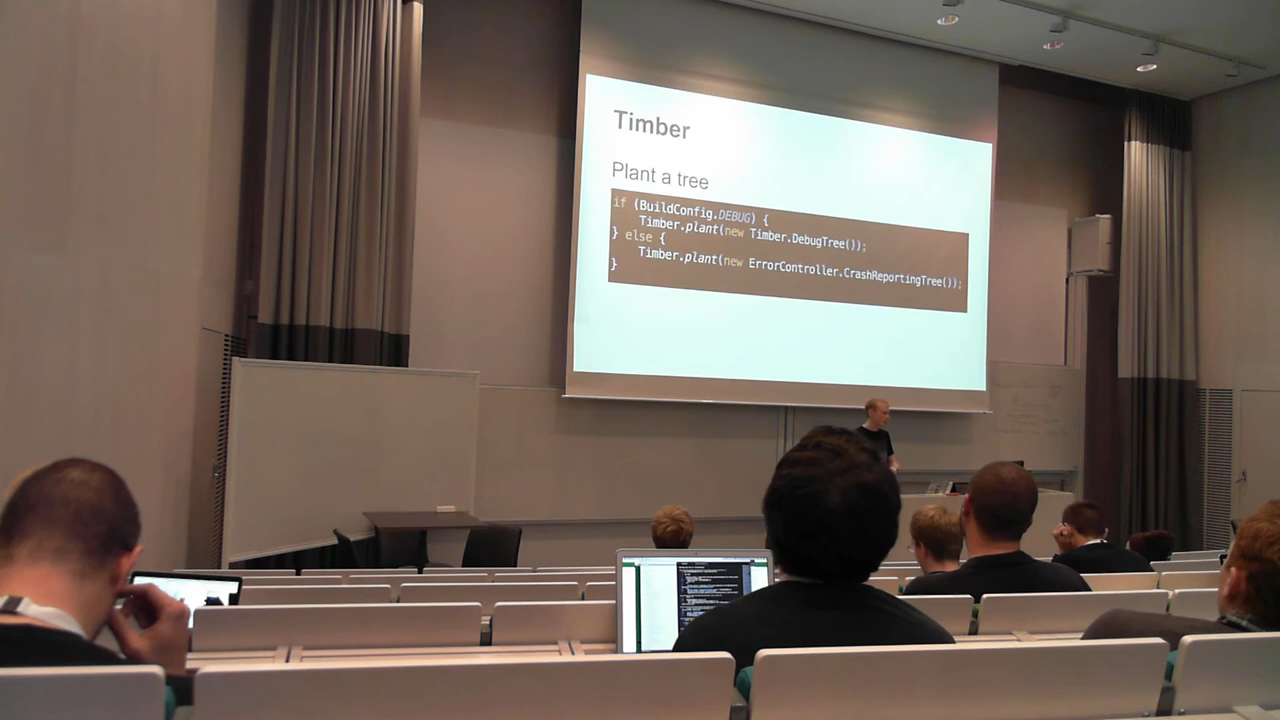 Timber
Plant a tree
if (BuildConfig.DEBUG) {
    Timber.plant(new Timber.DebugTree());
} else {
    Timber.plant(new ErrorController.CrashReportingTree());
}